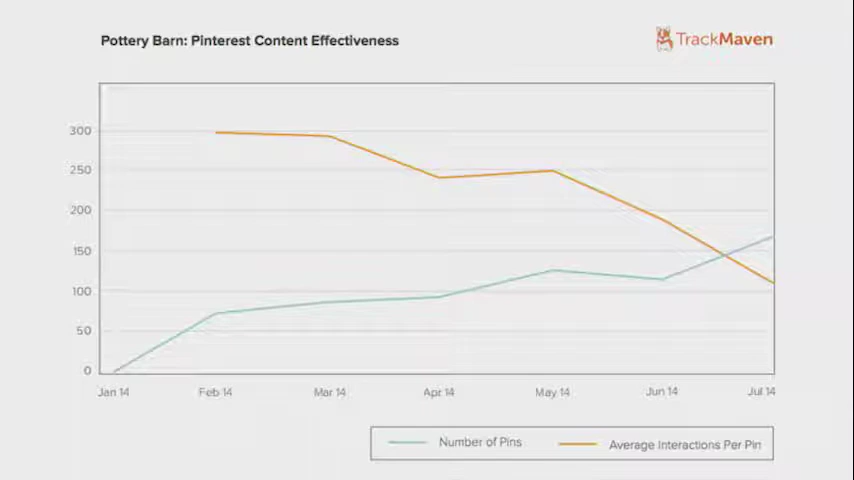 Pottery Barn: Pinterest Content Effectiveness
TrackMaven
300
250
200
150
100
50
0
Jan 14 Feb 14 Mar 14 Apr 14 May 14 Jun 14 Jul 14
Number of Pins Average Interactions Per Pin